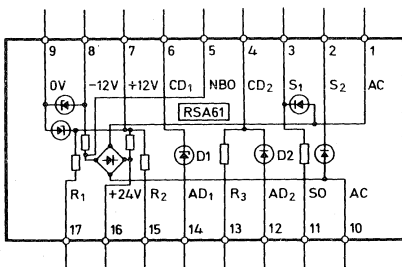 9 8 7 6 5 4 3 2 1
0V -12V +12V CD1 NBO CD2 S1 S2 AC
RSA61
D1 D2
R1 +24V R2 AD1 R3 AD2 SO AC
17 16 15 14 13 12 11 10